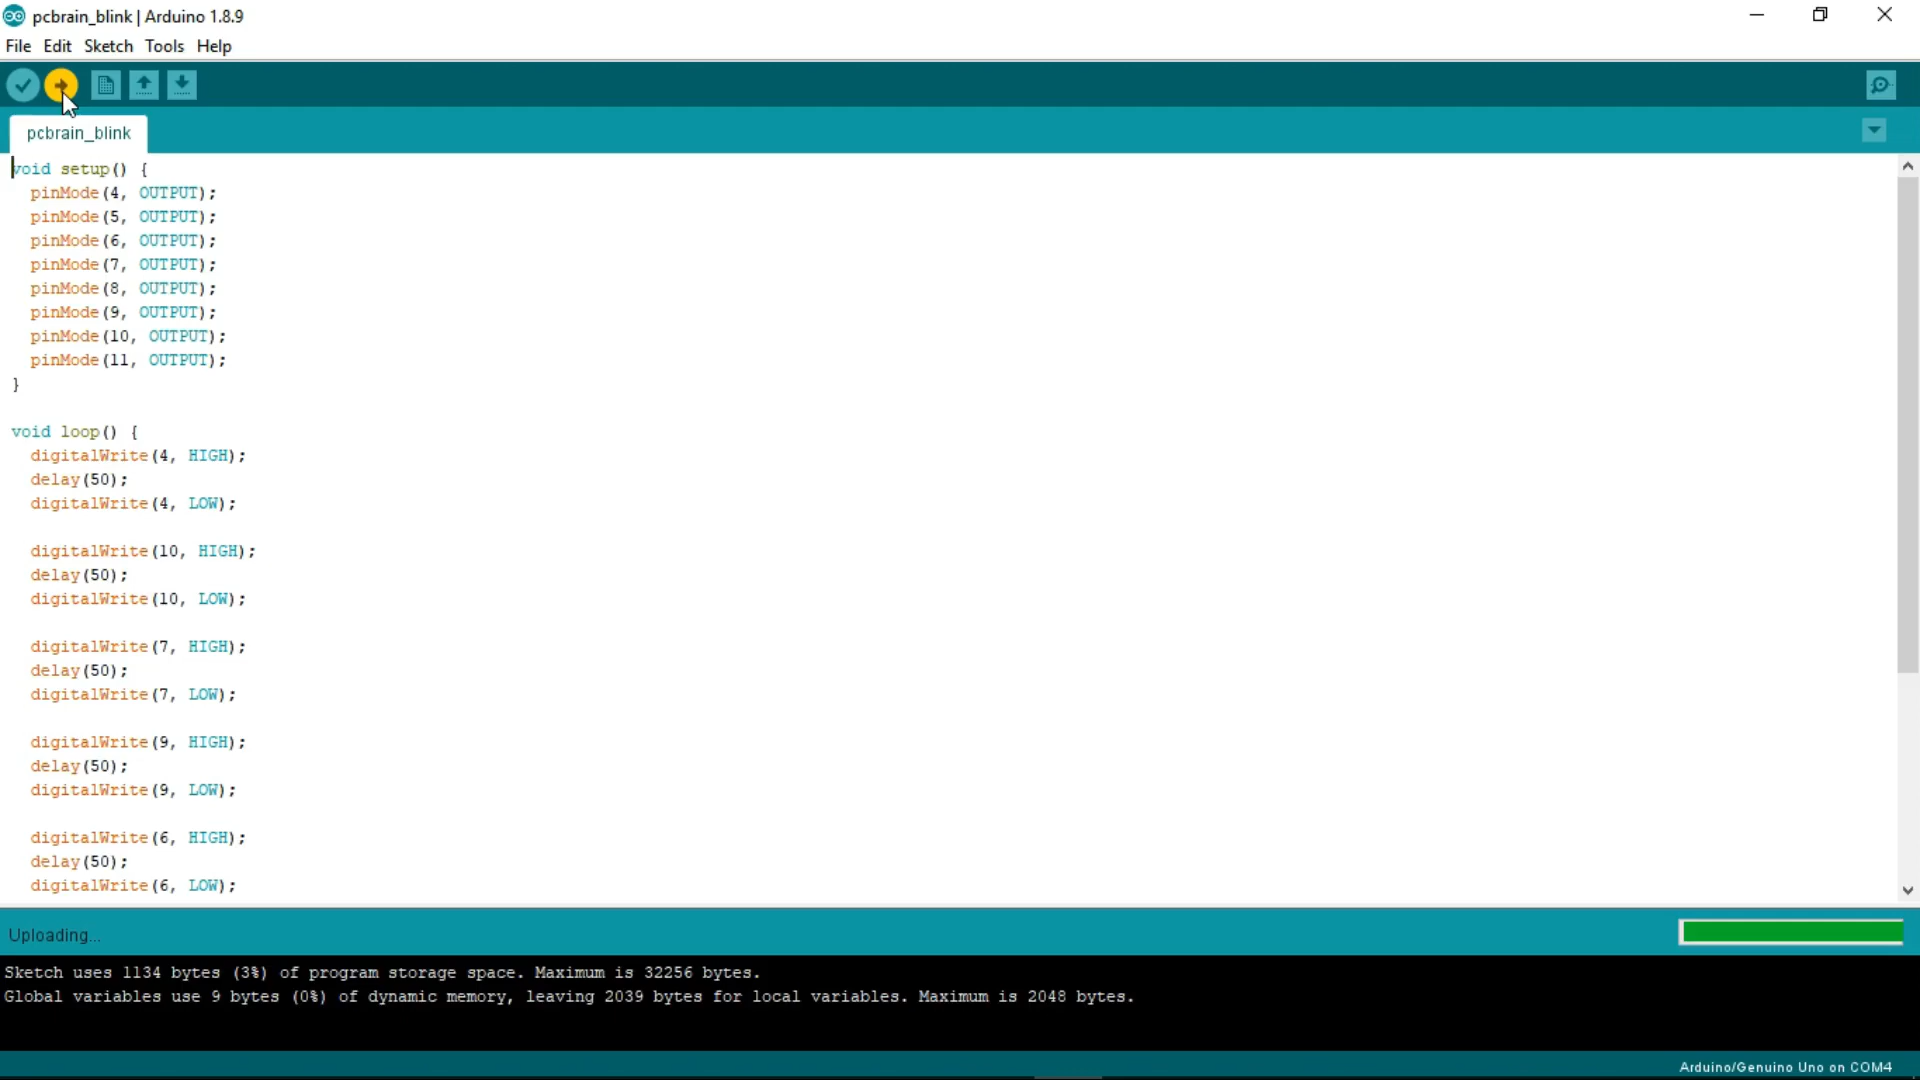 pcbrain_blink | Arduino 1.8.9
File Edit Sketch Tools Help
pcbrain_blink
void setup() {
  pinMode(4, OUTPUT);
  pinMode(5, OUTPUT);
  pinMode(6, OUTPUT);
  pinMode(7, OUTPUT);
  pinMode(8, OUTPUT);
  pinMode(9, OUTPUT);
  pinMode(10, OUTPUT);
  pinMode(11, OUTPUT);
}
void loop() {
  digitalWrite(4, HIGH);
  delay(50);
  digitalWrite(4, LOW);
  digitalWrite(10, HIGH);
  delay(50);
  digitalWrite(10, LOW);
  digitalWrite(7, HIGH);
  delay(50);
  digitalWrite(7, LOW);
  digitalWrite(9, HIGH);
  delay(50);
  digitalWrite(9, LOW);
  digitalWrite(6, HIGH);
  delay(50);
  digitalWrite(6, LOW);
Uploading...
Sketch uses 1134 bytes (3%) of program storage space. Maximum is 32256 bytes.
Global variables use 9 bytes (0%) of dynamic memory, leaving 2039 bytes for local variables. Maximum is 2048 bytes.
Arduino/Genuino Uno on COM4